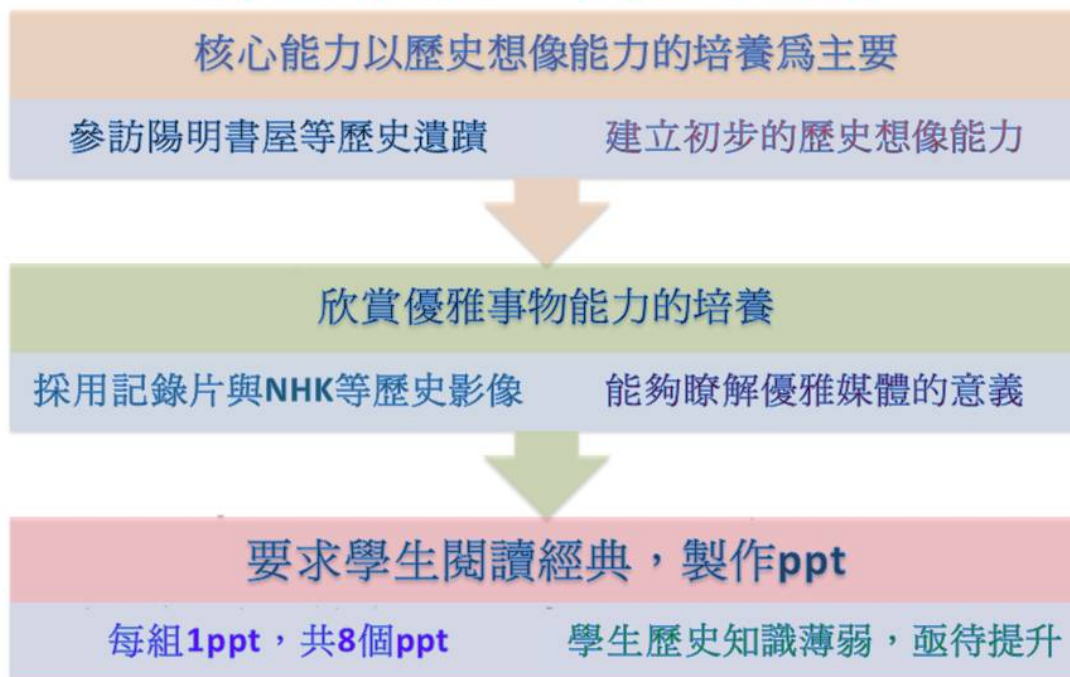 核心能力以歷史想像能力的培養爲主要
參訪陽明書屋等歷史遺蹟 建立初步的歷史想像能力
欣賞優雅事物能力的培養
採用記錄片與NHK等歷史影像 能夠瞭解優雅媒體的意義
要求學生閱讀經典，製作ppt
每組1ppt，共8個ppt 學生歷史知識薄弱，亟待提升